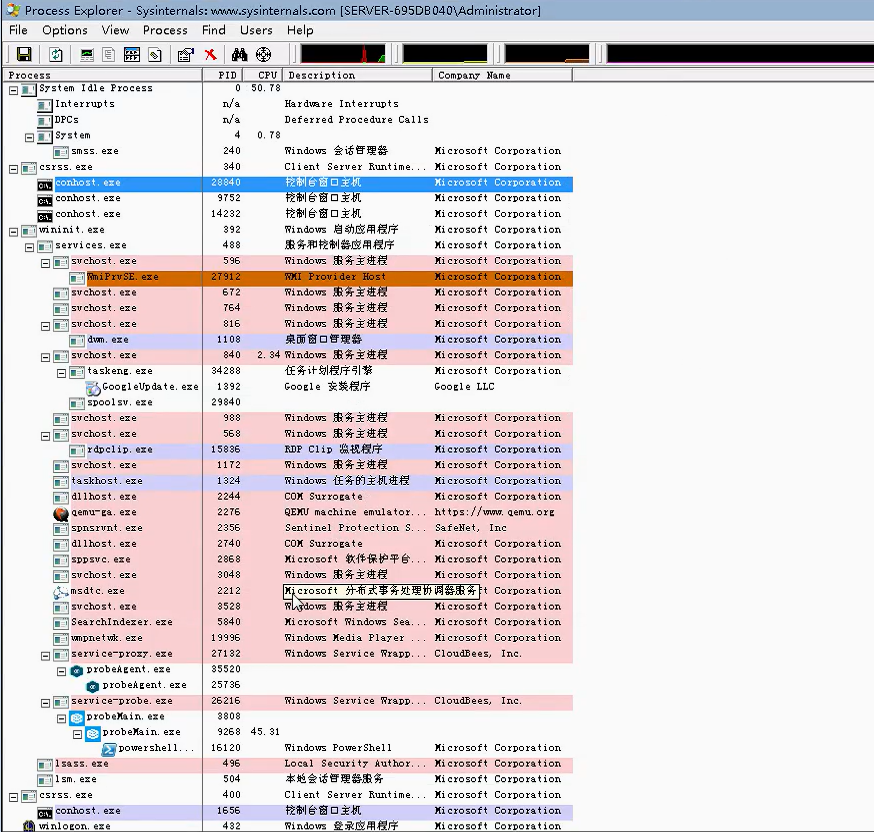 Process Explorer - Sysinternals: www.sysinternals.com [SERVER-695DB040\Administrator]
File Options View Process Find Users Help
Process PID CPU Description Company Name
System Idle Process 0 50.78
Interrupts n/a Hardware Interrupts
DPCs n/a Deferred Procedure Calls
System 4 0.78
smss.exe 240 Windows 会话管理器 Microsoft Corporation
csrss.exe 340 Client Server Runtime... Microsoft Corporation
conhost.exe 28840 控制台窗口主机 Microsoft Corporation
conhost.exe 9752 控制台窗口主机 Microsoft Corporation
conhost.exe 14232 控制台窗口主机 Microsoft Corporation
wininit.exe 392 Windows 启动应用程序 Microsoft Corporation
services.exe 488 服务和控制器应用程序 Microsoft Corporation
svchost.exe 596 Windows 服务主进程 Microsoft Corporation
WmiPrvSE.exe 27912 WMI Provider Host Microsoft Corporation
svchost.exe 672 Windows 服务主进程 Microsoft Corporation
svchost.exe 764 Windows 服务主进程 Microsoft Corporation
svchost.exe 816 Windows 服务主进程 Microsoft Corporation
dwm.exe 1108 桌面窗口管理器 Microsoft Corporation
svchost.exe 840 2.34 Windows 服务主进程 Microsoft Corporation
taskeng.exe 34288 任务计划程序引擎 Microsoft Corporation
GoogleUpdate.exe 1392 Google 安装程序 Google LLC
spoolsv.exe 29840
svchost.exe 988 Windows 服务主进程 Microsoft Corporation
svchost.exe 568 Windows 服务主进程 Microsoft Corporation
rdpclip.exe 15836 RDP Clip 监视程序 Microsoft Corporation
svchost.exe 1172 Windows 服务主进程 Microsoft Corporation
taskhost.exe 1324 Windows 任务的主机进程 Microsoft Corporation
dllhost.exe 2244 COM Surrogate Microsoft Corporation
qemu-ga.exe 2276 QEMU machine emulator... https://www.qemu.org
spnsrvnt.exe 2356 Sentinel Protection S... SafeNet, Inc
dllhost.exe 2740 COM Surrogate Microsoft Corporation
sppsvc.exe 2868 Microsoft 软件保护平台... Microsoft Corporation
svchost.exe 3048 Windows 服务主进程 Microsoft Corporation
msdtc.exe 2212 Microsoft 分布式事务处理协调器服务 t Corporation
svchost.exe 3528 Windows 服务主进程 Microsoft Corporation
SearchIndexer.exe 5840 Microsoft Windows Sea... Microsoft Corporation
wmpnetwk.exe 19996 Windows Media Player ... Microsoft Corporation
service-proxy.exe 27132 Windows Service Wrapp... CloudBees, Inc.
probeAgent.exe 35520
probeAgent.exe 25736
service-probe.exe 26216 Windows Service Wrapp... CloudBees, Inc.
probeMain.exe 3808
probeMain.exe 9268 45.31
powershell... 16120 Windows PowerShell Microsoft Corporation
lsass.exe 496 Local Security Author... Microsoft Corporation
lsm.exe 504 本地会话管理器服务 Microsoft Corporation
csrss.exe 400 Client Server Runtime... Microsoft Corporation
conhost.exe 1656 控制台窗口主机 Microsoft Corporation
winlogon.exe 432 Windows 登录应用程序 Microsoft Corporation